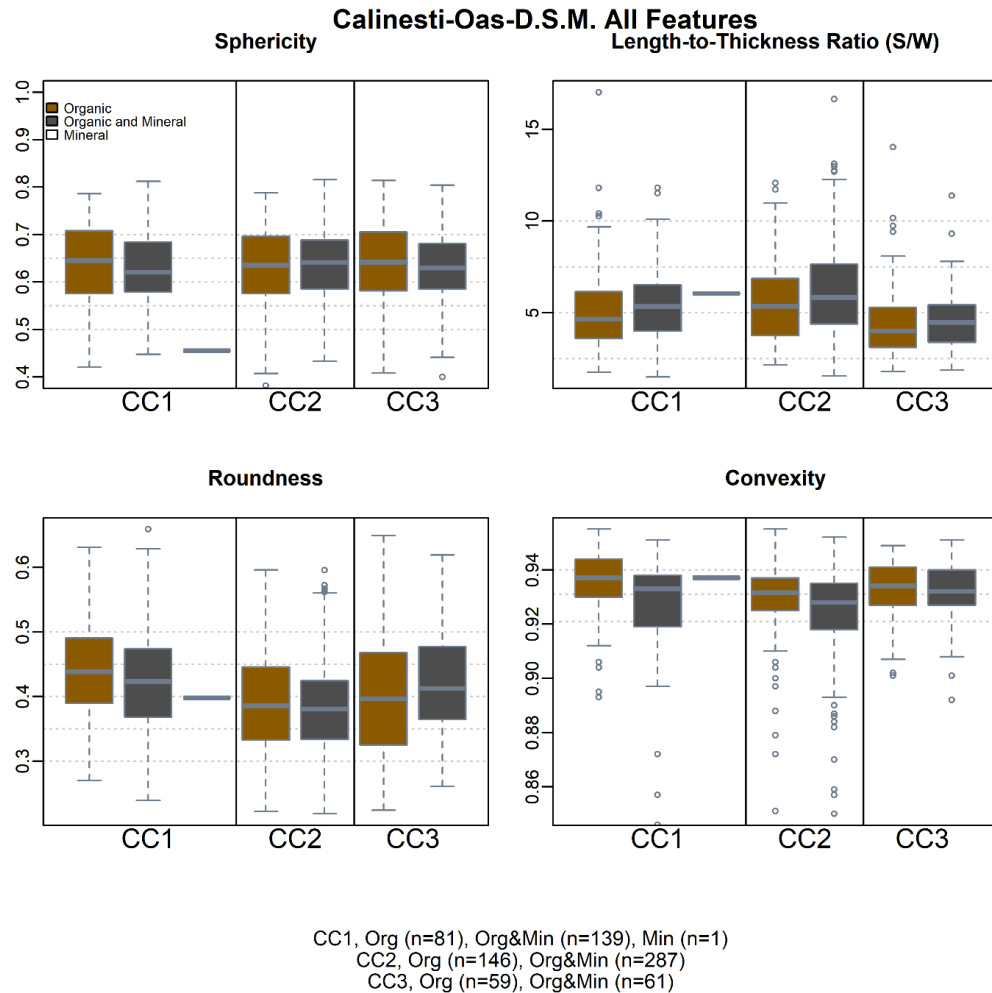 Calinesti-Oas-D.S.M. All Features
Sphericity
1.0
0.9
0.8
0.7
0.6
0.5
0.4
Organic
Organic and Mineral
Mineral
CC1 CC2 CC3
Length-to-Thickness Ratio (S/W)
15
10
5
CC1 CC2 CC3
Roundness
0.6
0.5
0.4
0.3
CC1 CC2 CC3
Convexity
0.94
0.92
0.90
0.88
0.86
CC1 CC2 CC3
CC1, Org (n=81), Org&Min (n=139), Min (n=1)
CC2, Org (n=146), Org&Min (n=287)
CC3, Org (n=59), Org&Min (n=61)